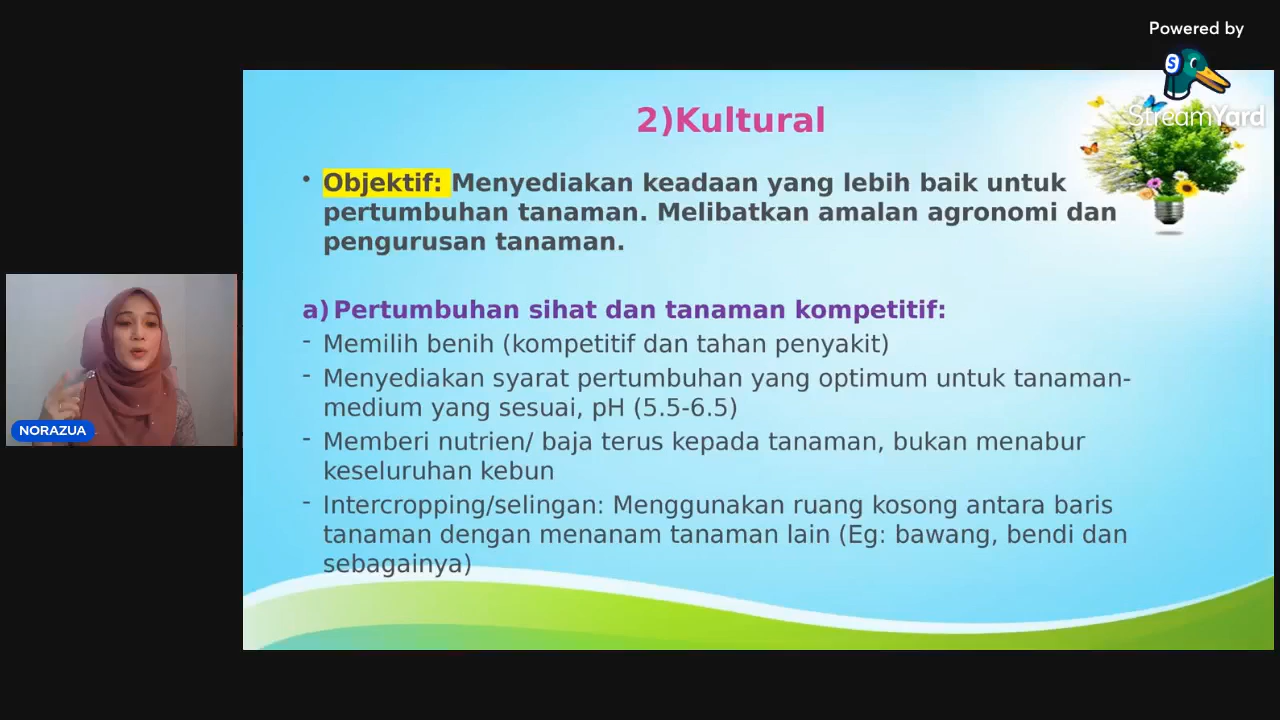 Powered by
StreamYard
2)Kultural
• Objektif: Menyediakan keadaan yang lebih baik untuk
pertumbuhan tanaman. Melibatkan amalan agronomi dan
pengurusan tanaman.
a) Pertumbuhan sihat dan tanaman kompetitif:
- Memilih benih (kompetitif dan tahan penyakit)
- Menyediakan syarat pertumbuhan yang optimum untuk tanaman-
medium yang sesuai, pH (5.5-6.5)
- Memberi nutrien/ baja terus kepada tanaman, bukan menabur
keseluruhan kebun
- Intercropping/selingan: Menggunakan ruang kosong antara baris
tanaman dengan menanam tanaman lain (Eg: bawang, bendi dan
sebagainya)
NORAZUA